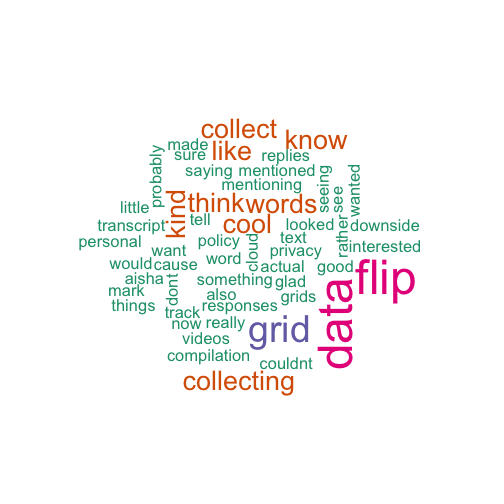 collect
know
made
like
sure
replies
probably
saying
mentioned
mentioning
seeing
see
wanted
little
kind
think
words
transcript
tell
cool
looked
rather
downside
personal
policy
cloud
text
interested
want
word
privacy
would
cause
actual
good
aisha
dont
something
glad
data
flip
mark
also
grids
things
responses
track
now
really
grid
videos
compilation
couldnt
collecting